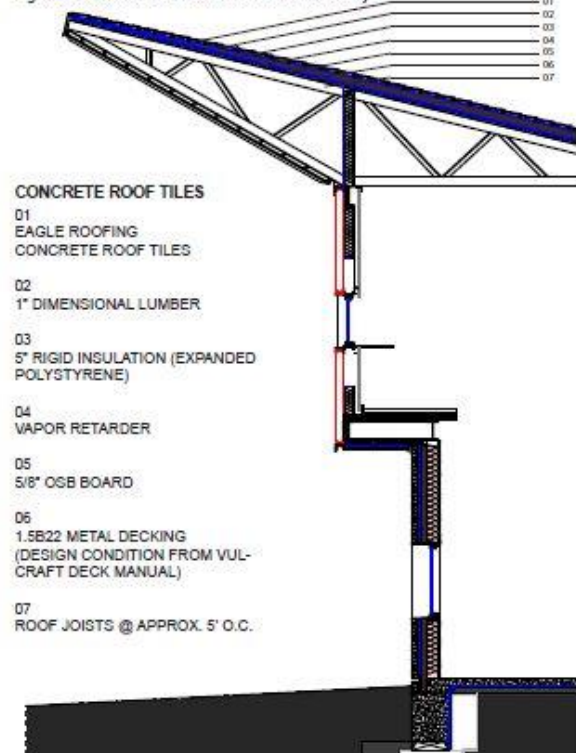 01
02
03
04
05
06
07
CONCRETE ROOF TILES
01
EAGLE ROOFING
CONCRETE ROOF TILES
02
1" DIMENSIONAL LUMBER
03
5" RIGID INSULATION (EXPANDED
POLYSTYRENE)
04
VAPOR RETARDER
05
5/8" OSB BOARD
06
1.5B22 METAL DECKING
(DESIGN CONDITION FROM VUL-
CRAFT DECK MANUAL)
07
ROOF JOISTS @ APPROX. 5' O.C.